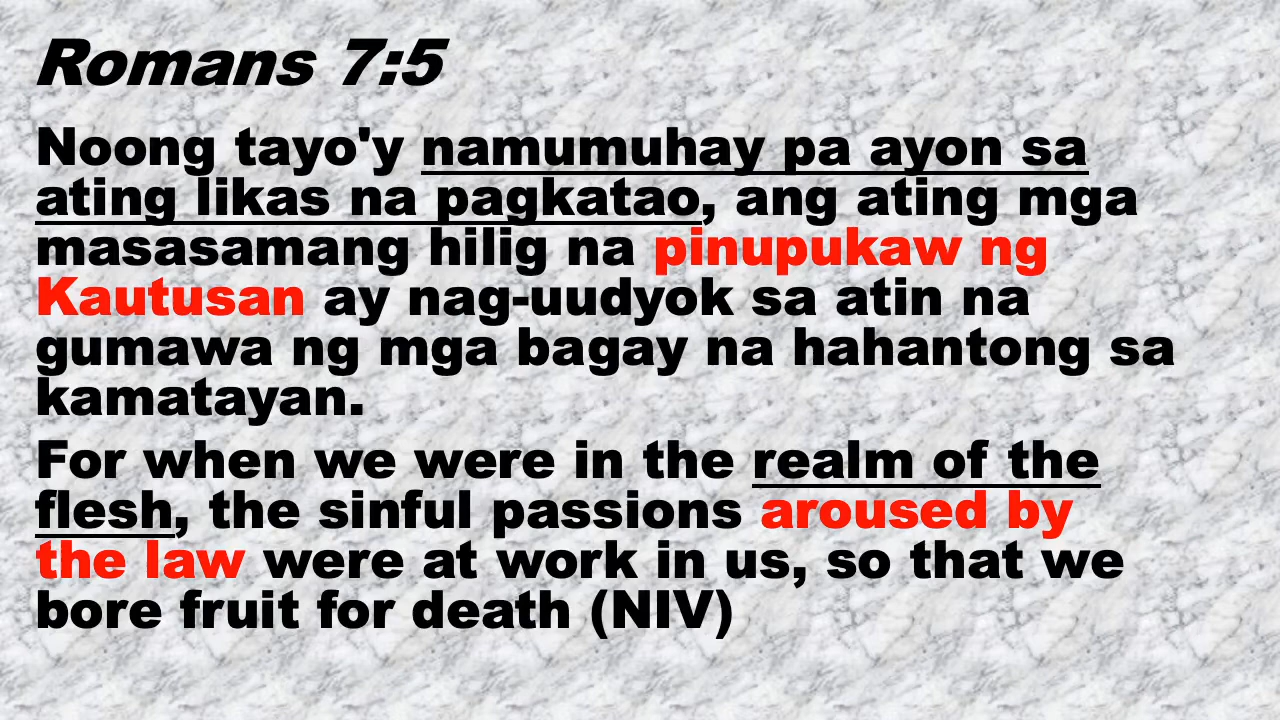 Romans 7:5
Noong tayo'y namumuhay pa ayon sa
ating likas na pagkatao, ang ating mga
masasamang hilig na pinupukaw ng
Kautusan ay nag-uudyok sa atin na
gumawa ng mga bagay na hahantong sa
kamatayan.
For when we were in the realm of the
flesh, the sinful passions aroused by
the law were at work in us, so that we
bore fruit for death (NIV)